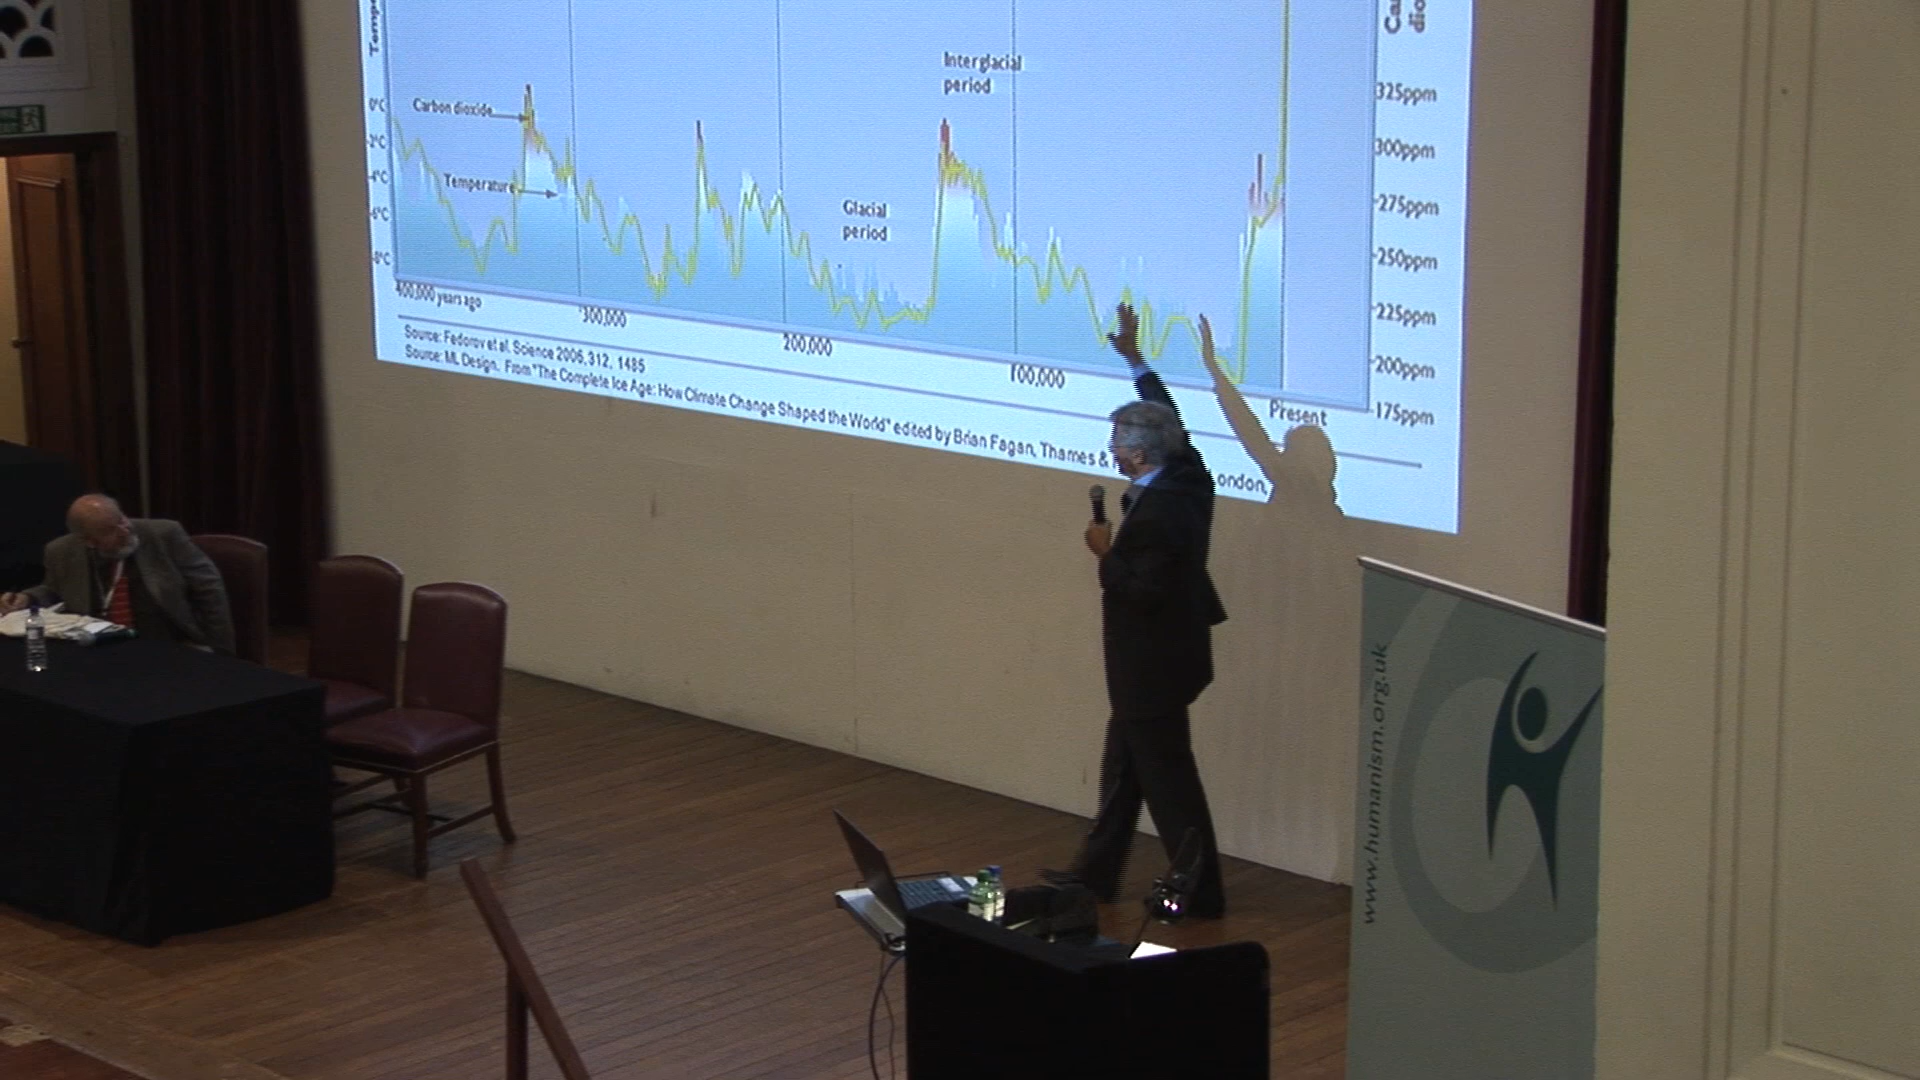 Interglacial
period
325ppm
Carbon dioxide
0°C
300ppm
-2°C
Temperature
-4°C
275ppm
Glacial
period
-6°C
250ppm
-8°C
400,000 years ago
300,000
200,000
100,000
Present
225ppm
200ppm
175ppm
Source: Fedorov et al. Science 2006, 312, 1485
Source: ML Design. From "The Complete Ice Age: How Climate Change Shaped the World" edited by Brian Fagan, Thames & ondon,
www.humanism.org.uk